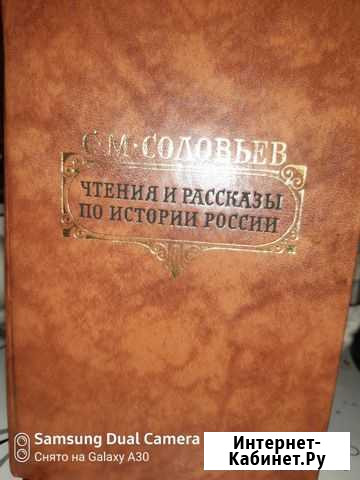 С·М·СОЛОВЬЕВ
ЧТЕНИЯ И РАССКАЗЫ
ПО ИСТОРИИ РОССИИ
Samsung Dual Camera
Снято на Galaxy A30
Интернет-
Кабинет.Ру